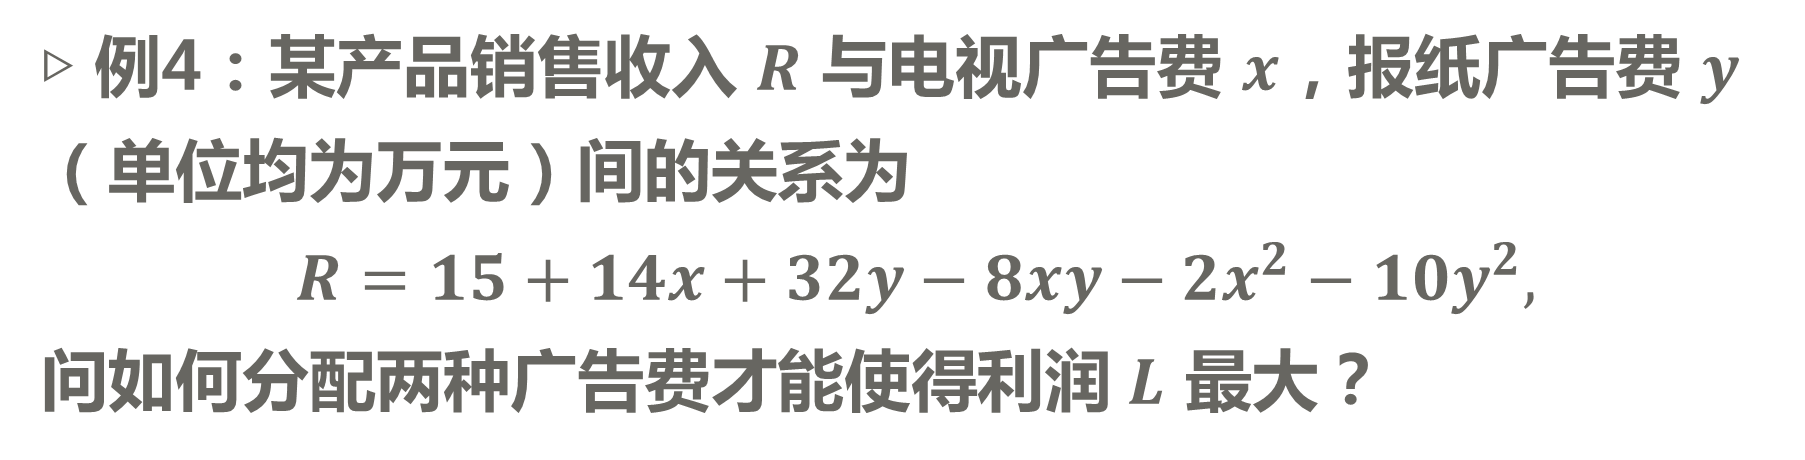 ▷ 例4：某产品销售收入 R 与电视广告费 x，报纸广告费 y
（单位均为万元）间的关系为
R = 15 + 14x + 32y − 8xy − 2x² − 10y²,
问如何分配两种广告费才能使得利润 L 最大？